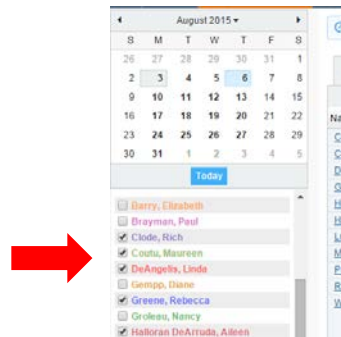 August 2015
S M T W T F S
26 27 28 29 30 31 1
2 3 4 5 6 7 8
9 10 11 12 13 14 15
16 17 18 19 20 21 22
23 24 25 26 27 28 29
30 31 1 2 3 4 5
Today
Barry, Elizabeth
Brayman, Paul
Clode, Rich
Coutu, Maureen
DeAngelis, Linda
Gempp, Diane
Greene, Rebecca
Groleau, Nancy
Halloran DeArruda, Aileen
Na
C
C
D
G
H
H
L
M
P
R
W